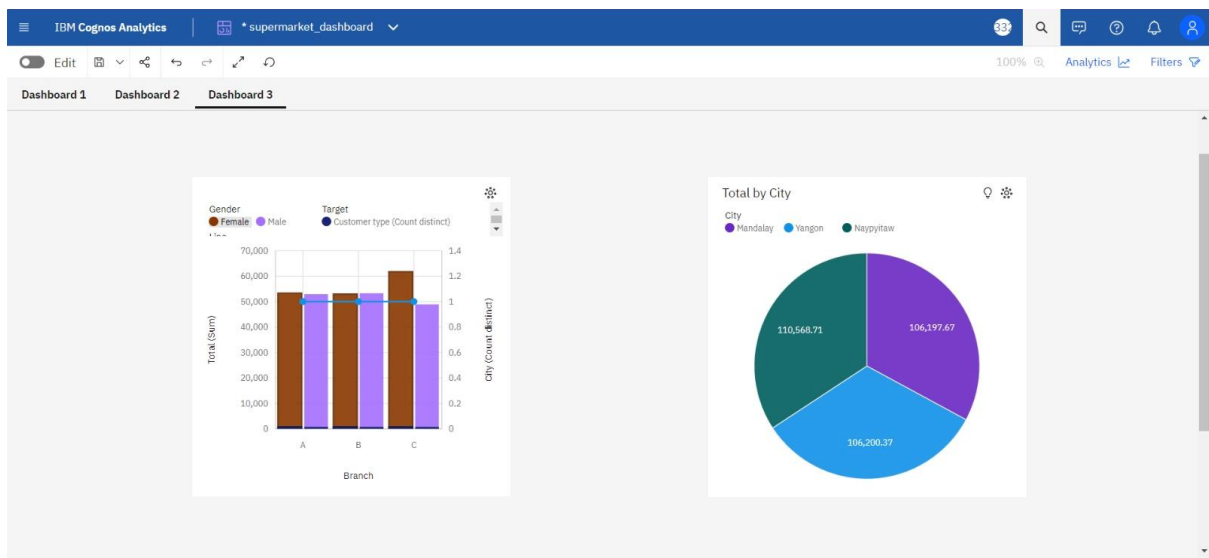 IBM Cognos Analytics
* supermarket_dashboard
Edit
100%
Analytics
Filters
Dashboard 1 Dashboard 2 Dashboard 3
Gender Target
Female Male Customer type (Count distinct)
70,000
60,000
50,000
40,000
30,000
20,000
10,000
0
Total (Sum)
1.4
1.2
1
0.8
0.6
0.4
0.2
0
City (Count distinct)
A B C
Branch
Total by City
City
Mandalay Yangon Naypyitaw
110,568.71
106,197.67
106,200.37